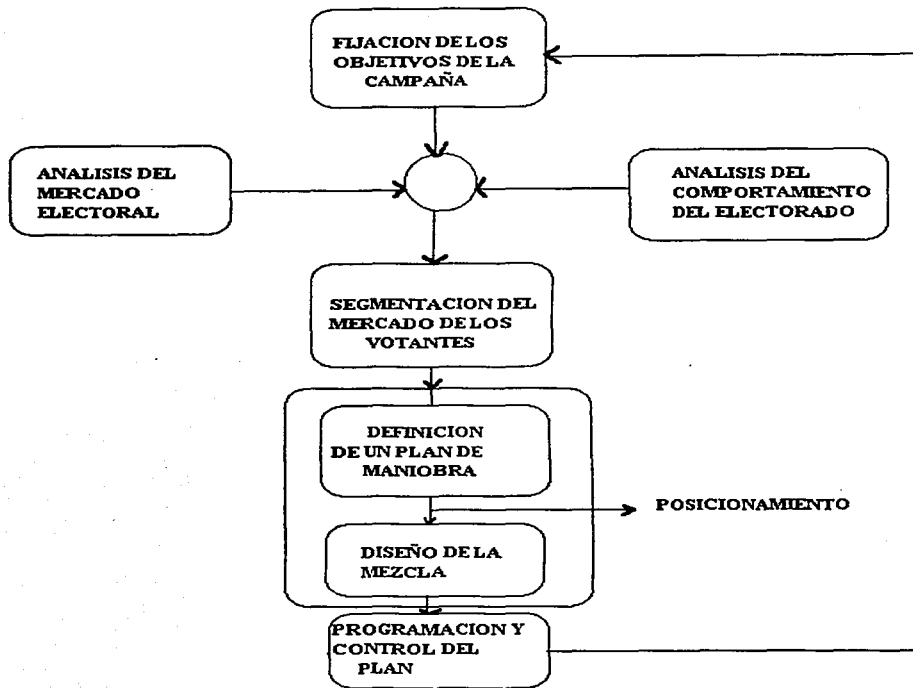 FIJACION DE LOS
OBJETIVOS DE LA
CAMPAÑA
ANALISIS DEL
MERCADO
ELECTORAL
ANALISIS DEL
COMPORTAMIENTO
DEL ELECTORADO
SEGMENTACION DEL
MERCADO DE LOS
VOTANTES
DEFINICION
DE UN PLAN DE
MANIOBRA
POSICIONAMIENTO
DISEÑO DE LA
MEZCLA
PROGRAMACION Y
CONTROL DEL
PLAN